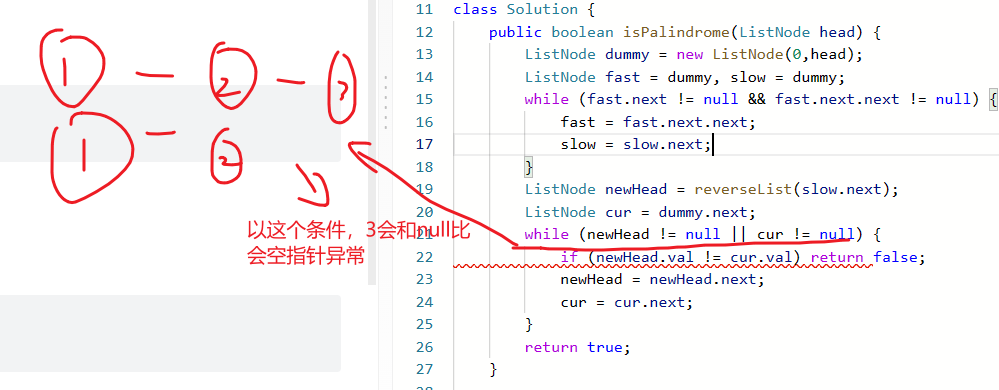 11 class Solution {
12 public boolean isPalindrome(ListNode head) {
13 ListNode dummy = new ListNode(0,head);
14 ListNode fast = dummy, slow = dummy;
15 while (fast.next != null && fast.next.next != null) {
16 fast = fast.next.next;
17 slow = slow.next;
18 }
19 ListNode newHead = reverseList(slow.next);
20 ListNode cur = dummy.next;
21 while (newHead != null || cur != null) {
22 if (newHead.val != cur.val) return false;
23 newHead = newHead.next;
24 cur = cur.next;
25 }
26 return true;
27 }
1 — 2 — 3
1 — 2
以这个条件，3会和null比
会空指针异常